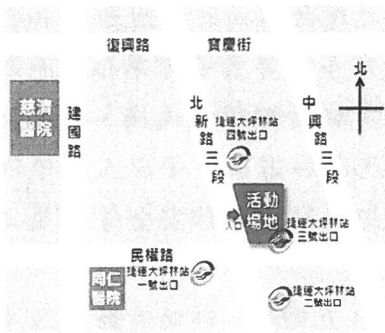 復興路
寶慶街
北
慈濟
醫院
建國路
北新路三段
中興路三段
捷運大坪林站
四號出口
活動
場地
捷運大坪林站
三號出口
民權路
同仁
醫院
捷運大坪林站
一號出口
捷運大坪林站
二號出口